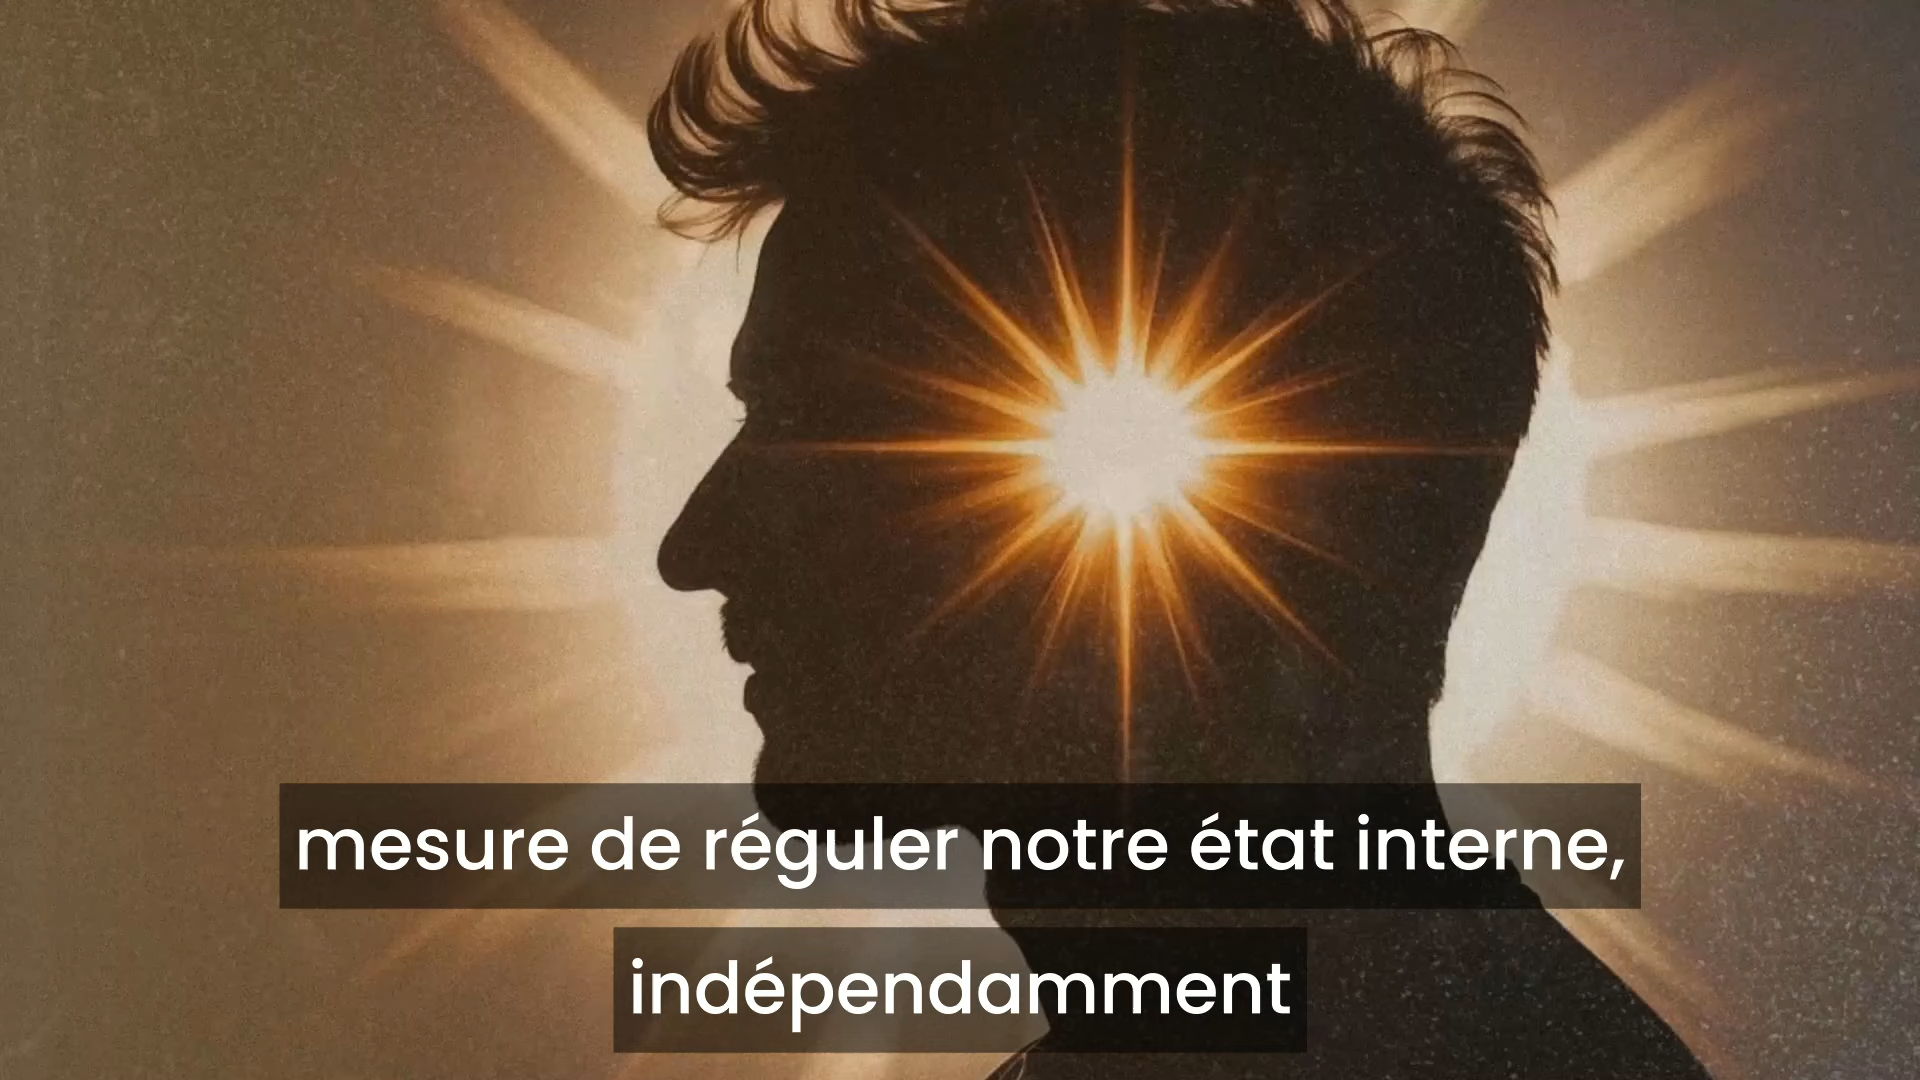 mesure de réguler notre état interne,
indépendamment